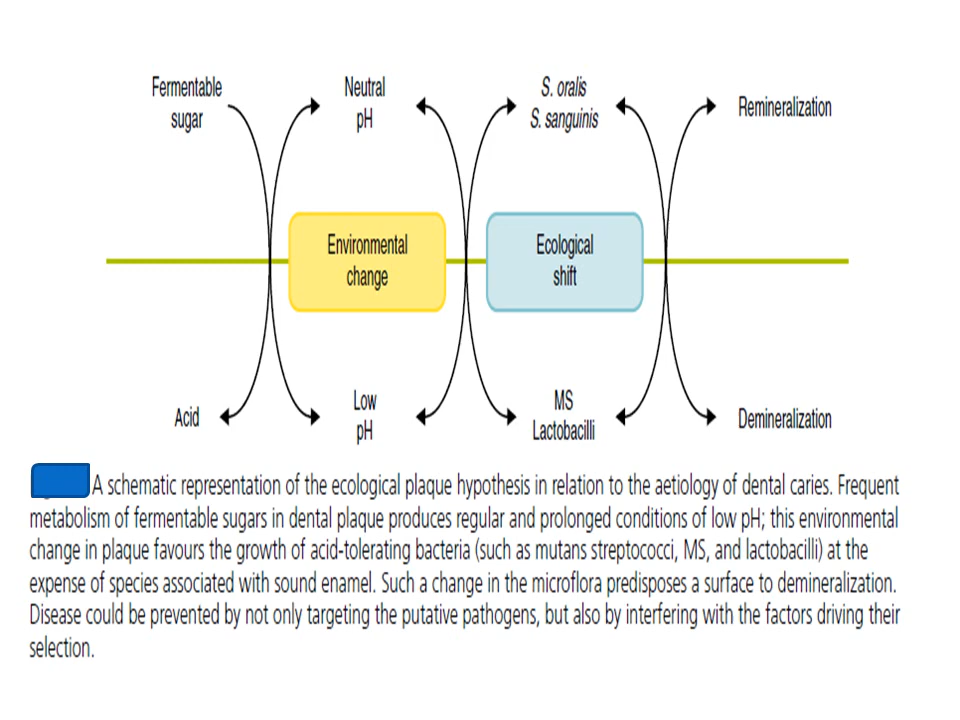 Fermentable
sugar
Neutral
pH
S. oralis
S. sanguinis
Remineralization
Environmental
change
Ecological
shift
Acid
Low
pH
MS
Lactobacilli
Demineralization
A schematic representation of the ecological plaque hypothesis in relation to the aetiology of dental caries. Frequent
metabolism of fermentable sugars in dental plaque produces regular and prolonged conditions of low pH; this environmental
change in plaque favours the growth of acid-tolerating bacteria (such as mutans streptococci, MS, and lactobacilli) at the
expense of species associated with sound enamel. Such a change in the microflora predisposes a surface to demineralization.
Disease could be prevented by not only targeting the putative pathogens, but also by interfering with the factors driving their
selection.